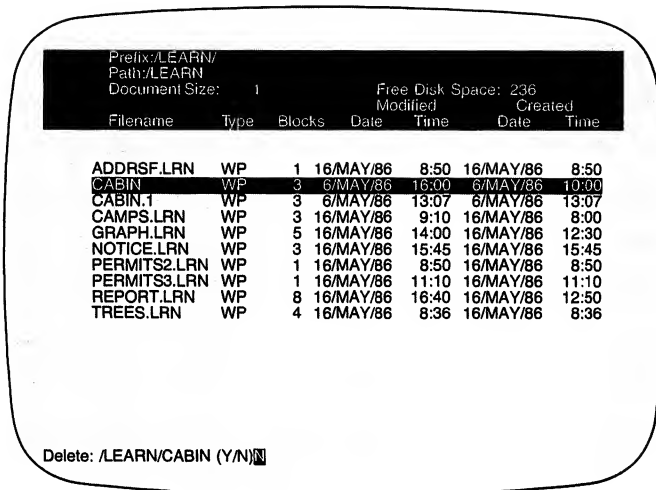 Prefix:/LEARN/
Path:/LEARN
Document Size: 1 Free Disk Space: 236
Modified Created
Filename Type Blocks Date Time Date Time
ADDRSF.LRN WP 1 16/MAY/86 8:50 16/MAY/86 8:50
CABIN WP 3 6/MAY/86 16:00 6/MAY/86 10:00
CABIN.1 WP 3 6/MAY/86 13:07 6/MAY/86 13:07
CAMPS.LRN WP 3 16/MAY/86 9:10 16/MAY/86 8:00
GRAPH.LRN WP 5 16/MAY/86 14:00 16/MAY/86 12:30
NOTICE.LRN WP 3 16/MAY/86 15:45 16/MAY/86 15:45
PERMITS2.LRN WP 1 16/MAY/86 8:50 16/MAY/86 8:50
PERMITS3.LRN WP 1 16/MAY/86 11:10 16/MAY/86 11:10
REPORT.LRN WP 8 16/MAY/86 16:40 16/MAY/86 12:50
TREES.LRN WP 4 16/MAY/86 8:36 16/MAY/86 8:36
Delete: /LEARN/CABIN (Y/N)N